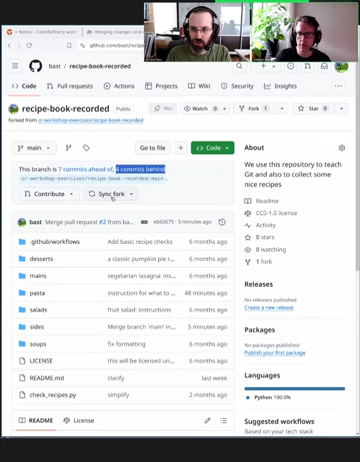 Notes - CodeRefinery w
Merging changes and
github.com/bast/recipe
bast / recipe-book-recorded
Code
Pull requests
Actions
Projects
Wiki
Security
Insights
recipe-book-recorded Public
Pin
Watch 0
Fork 1
Star 0
forked from cr-workshop-exercises/recipe-book-recorded
main
Go to file
Code
This branch is 7 commits ahead of, 4 commits behind
cr-workshop-exercises/recipe-book-recorded:main .
Contribute
Sync fork
bast Merge pull request #2 from ba...
eb60675 · 3 minutes ago
.github/workflows Add basic recipe checks 6 months ago
desserts a classic pumpkin pie r... 6 months ago
mains vegetarian lasagna: ins... 6 months ago
pasta instruction for what to ... 48 minutes ago
salads fruit salad: instructions 6 months ago
sides Merge branch 'main' in... 5 minutes ago
soups fix formatting 6 months ago
LICENSE this will be licensed un... 6 months ago
README.md clarify last week
check_recipes.py simplify 2 months ago
README
License
About
We use this repository to teach
Git and also to collect some
nice recipes
Readme
CC0-1.0 license
Activity
0 stars
0 watching
1 fork
Releases
No releases published
Create a new release
Packages
No packages published
Publish your first package
Languages
Python 100.0%
Suggested workflows
Based on your tech stack